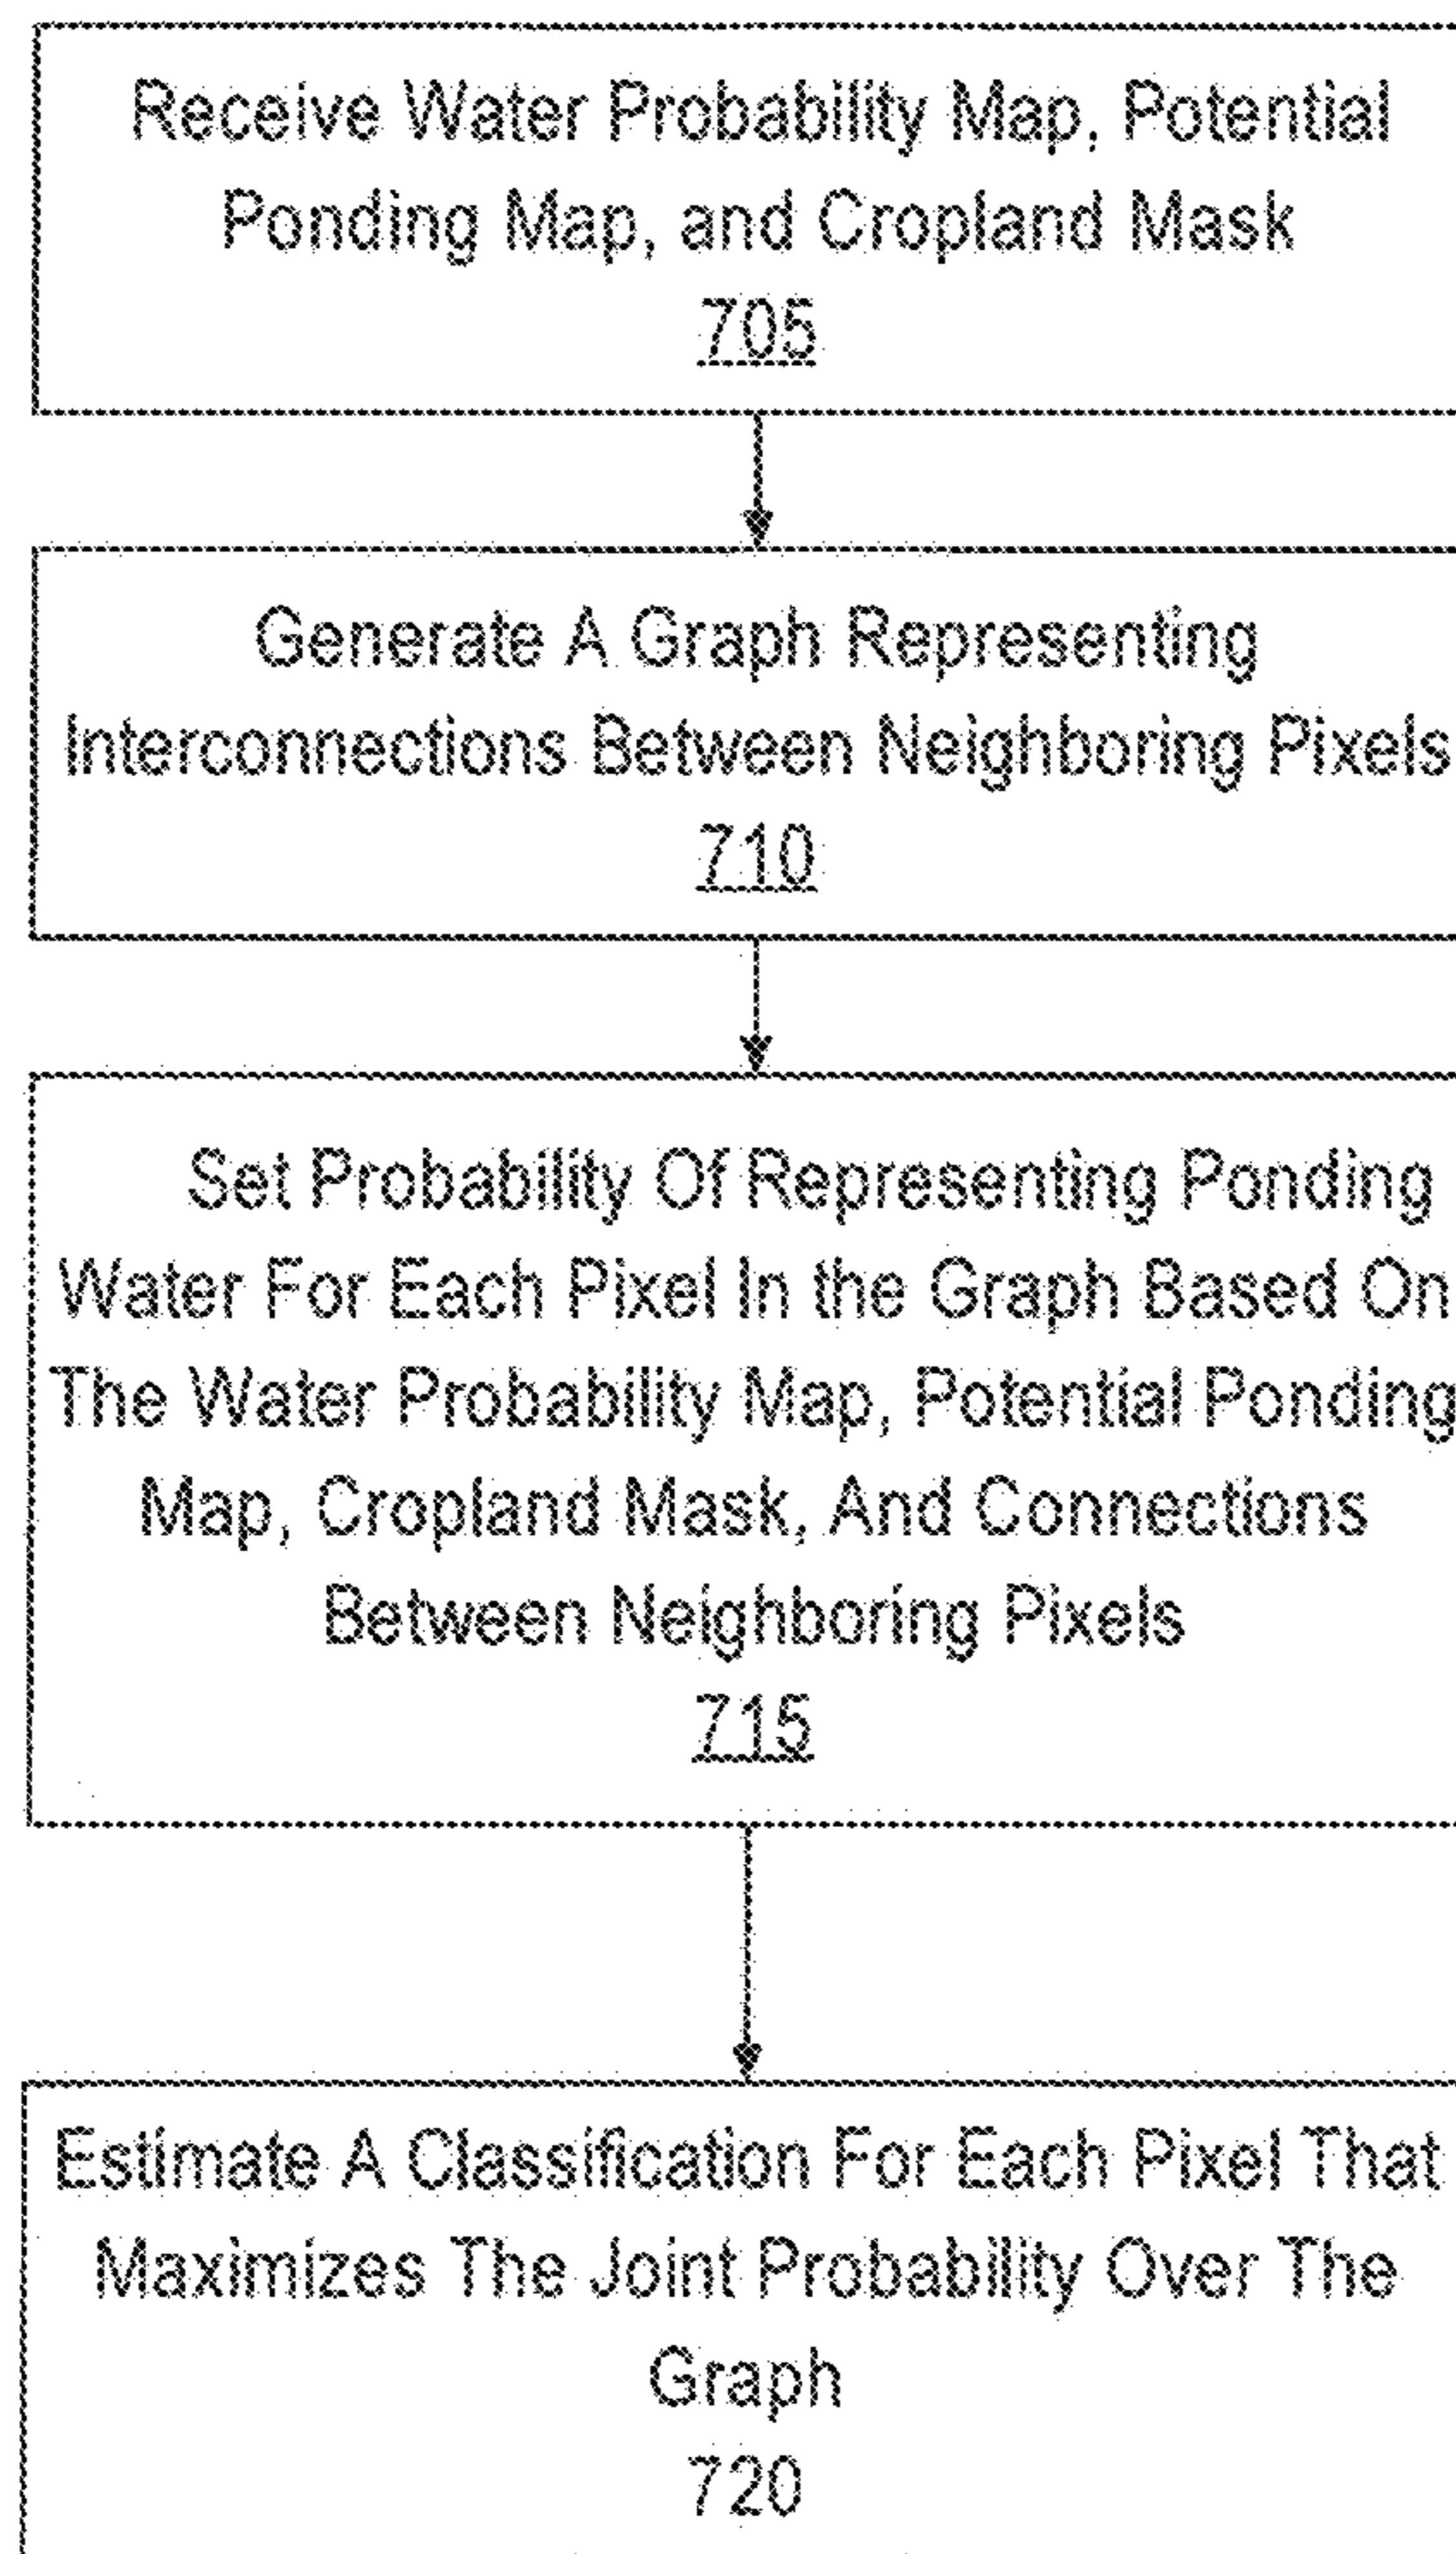 Receive Water Probability Map, Potential
Ponding Map, and Cropland Mask
705
Generate A Graph Representing
Interconnections Between Neighboring Pixels
710
Set Probability Of Representing Ponding
Water For Each Pixel In the Graph Based On
The Water Probability Map, Potential Ponding
Map, Cropland Mask, And Connections
Between Neighboring Pixels
715
Estimate A Classification For Each Pixel That
Maximizes The Joint Probability Over The
Graph
720